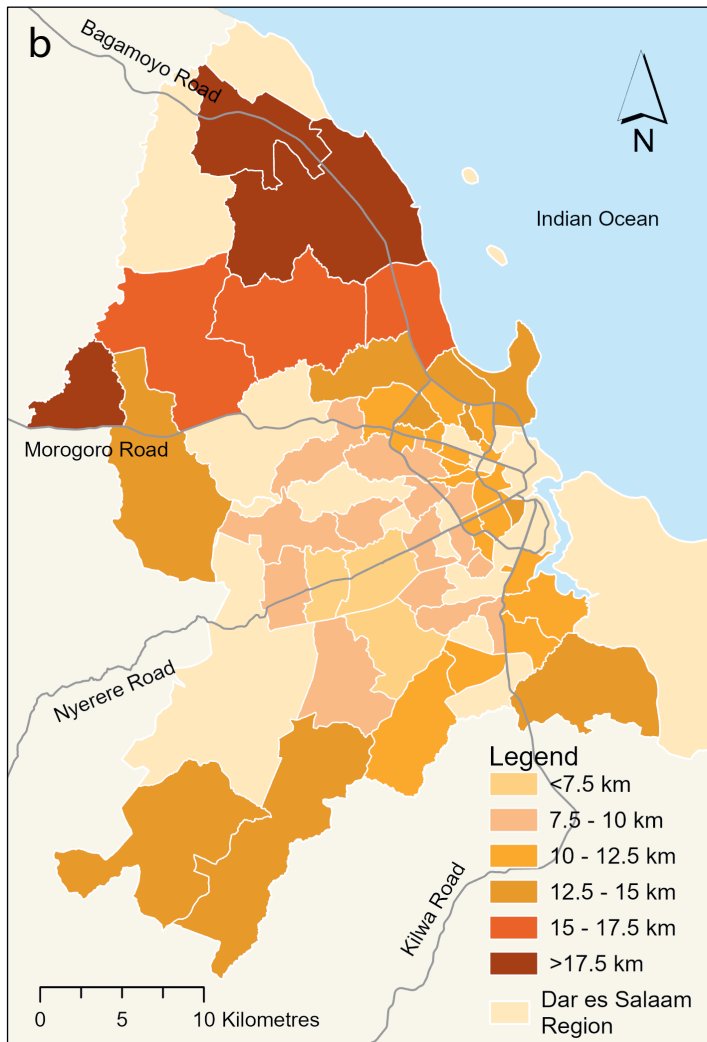 b
Bagamoyo Road
N
Indian Ocean
Morogoro Road
Nyerere Road
Kilwa Road
Legend
<7.5 km
7.5 - 10 km
10 - 12.5 km
12.5 - 15 km
15 - 17.5 km
>17.5 km
Dar es Salaam
Region
0 5 10 Kilometres